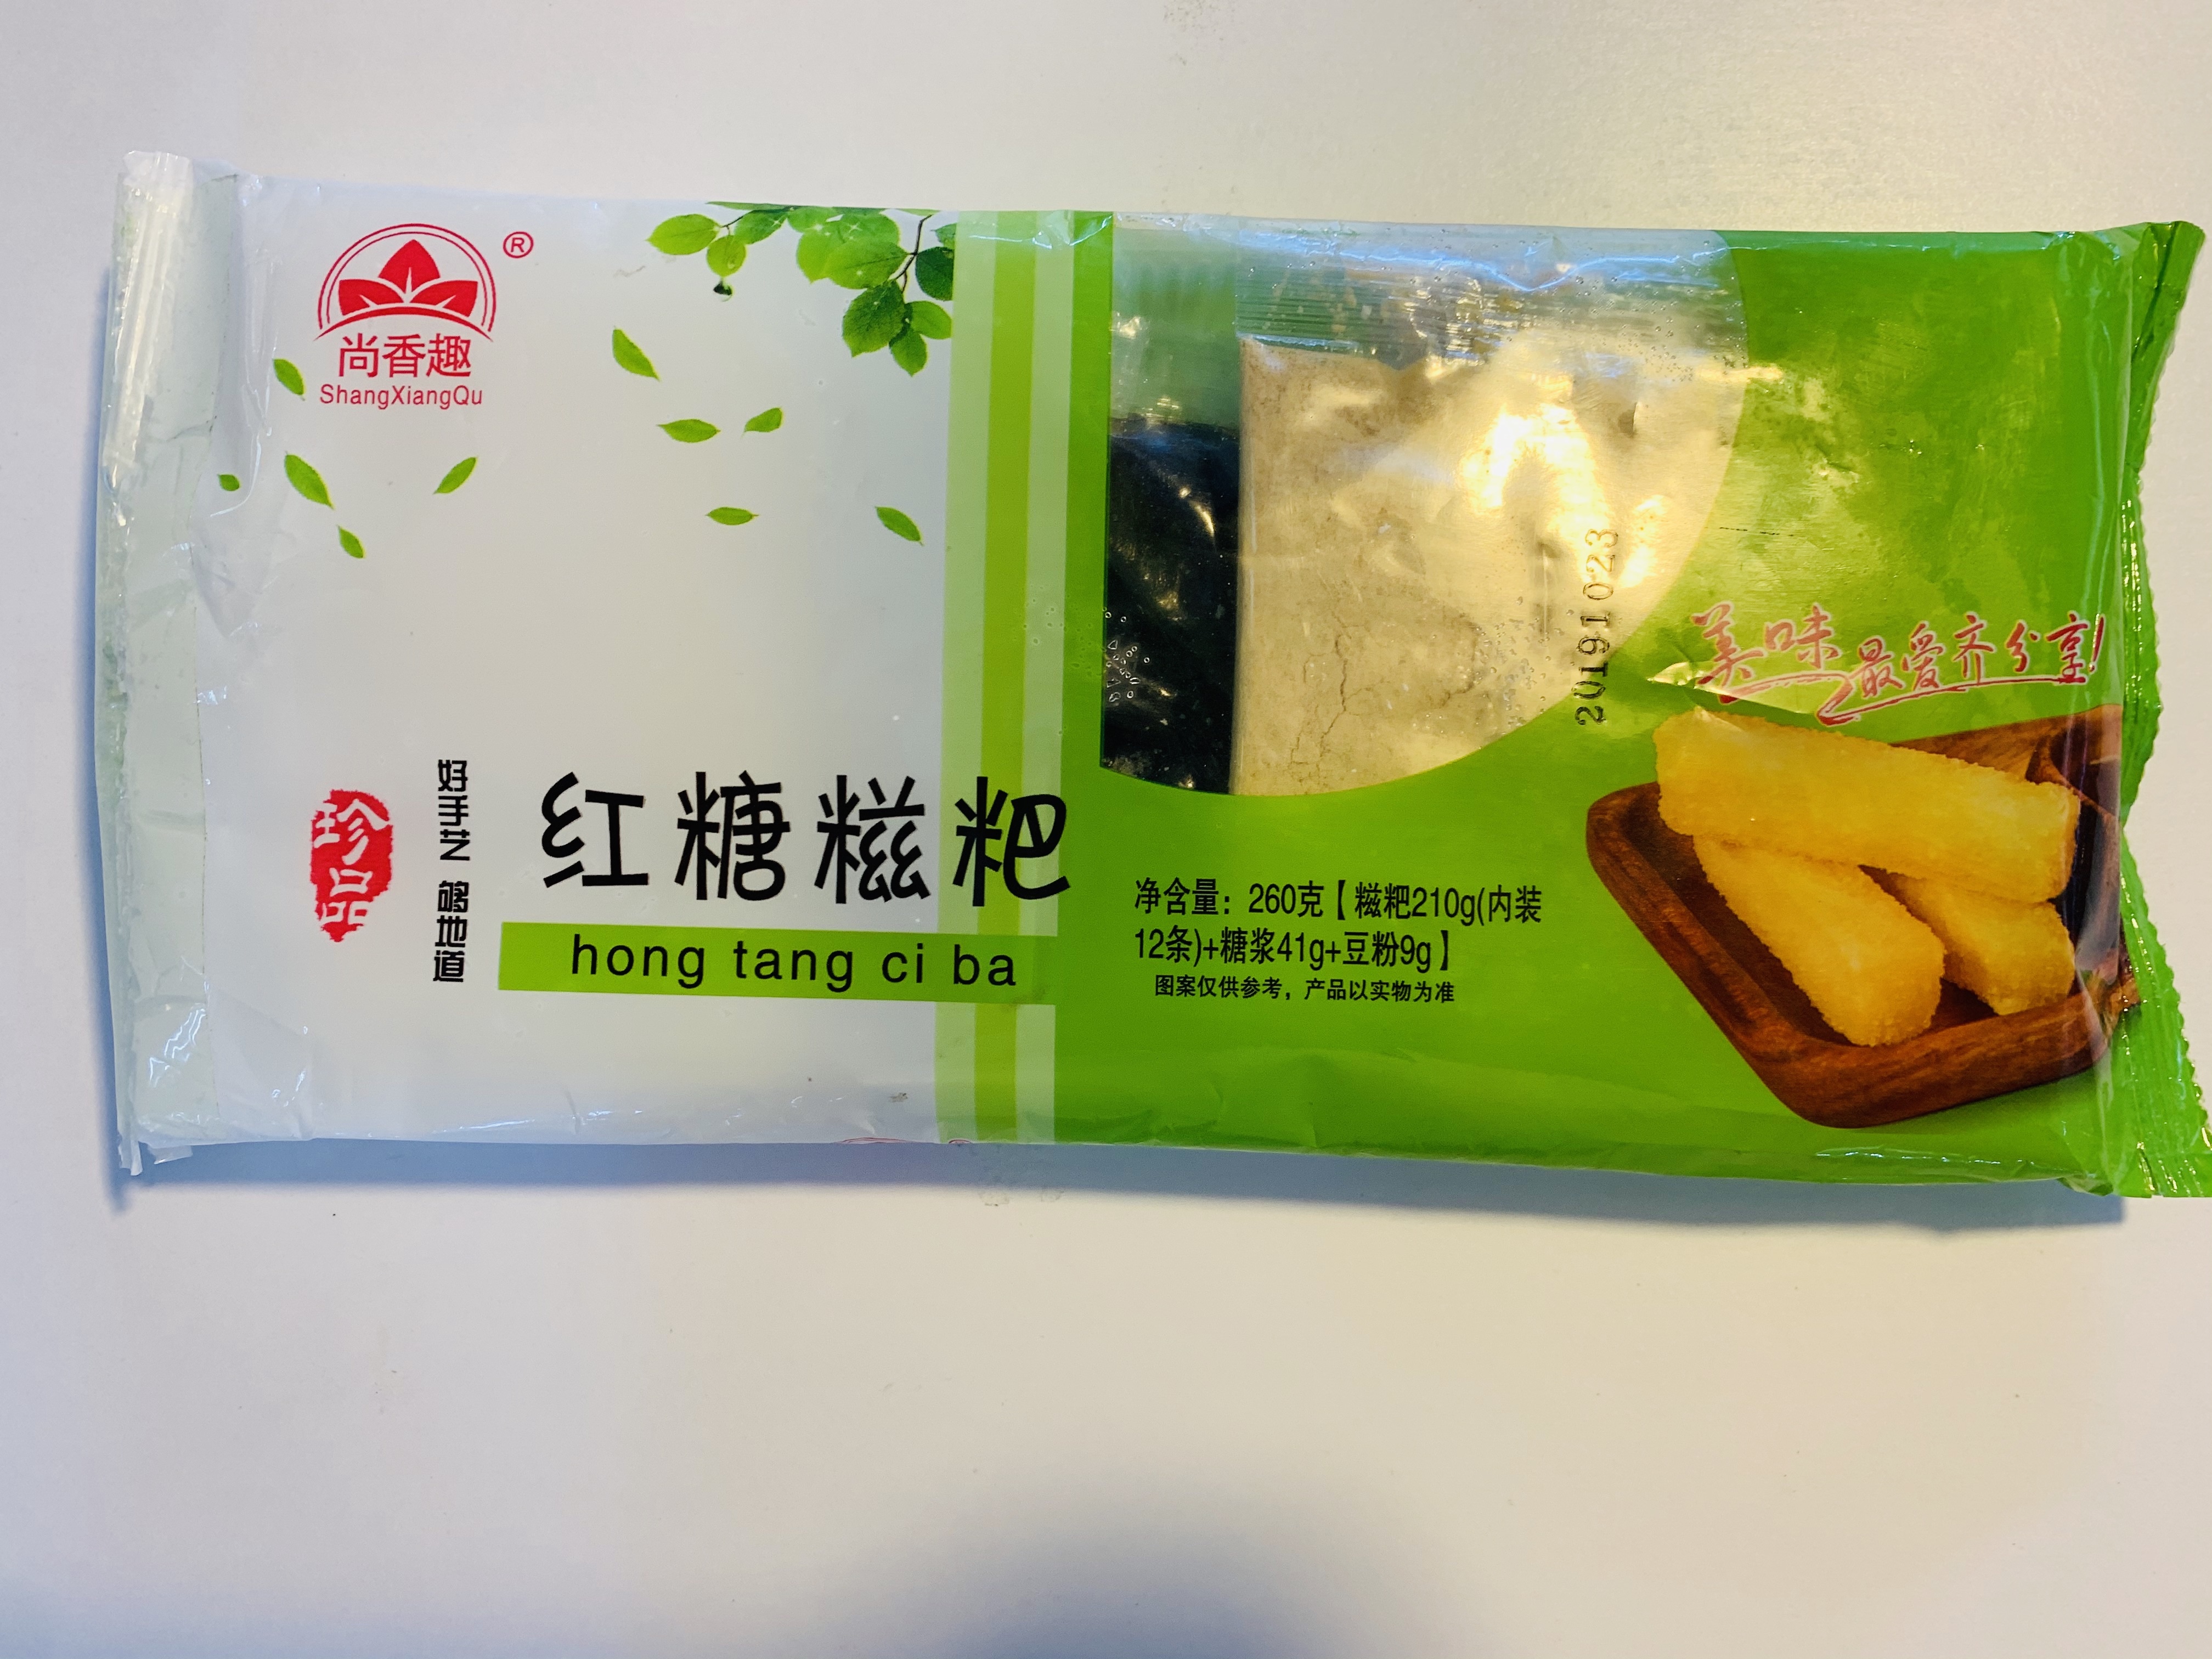 ®
尚香趣
ShangXiangQu
珍品
好手艺 够地道
红糖糍粑
hong tang ci ba
20191023
美味最爱齐分享!
净含量：260克【糍粑210g(内装
12条)+糖浆41g+豆粉9g】
图案仅供参考，产品以实物为准